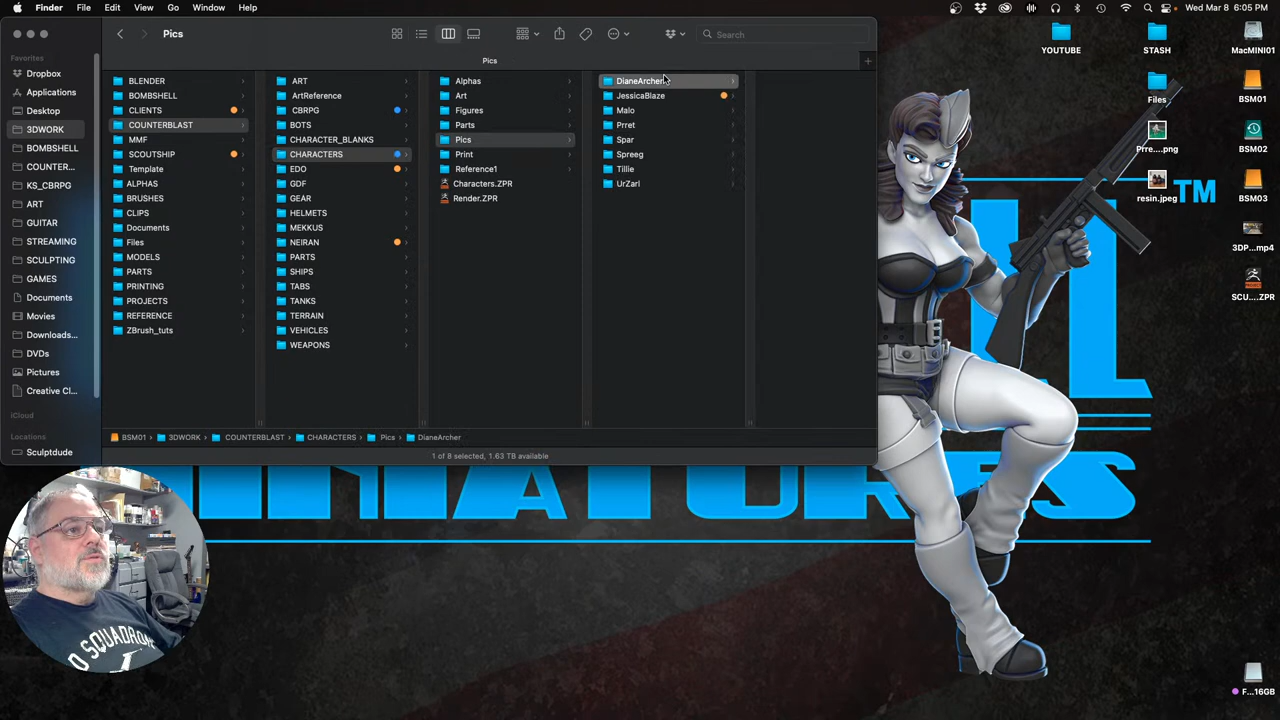 Finder File Edit View Go Window Help Wed Mar 8 6:05 PM
Pics
Search
Pics
Favorites
Dropbox
Applications
Desktop
3DWORK
BOMBSHELL
COUNTER...
KS_CBRPG
ART
GUITAR
STREAMING
SCULPTING
GAMES
Documents
Movies
Downloads...
DVDs
Pictures
Creative Cl...
iCloud
Locations
Sculptdude
BLENDER
BOMBSHELL
CLIENTS
COUNTERBLAST
MMF
SCOUTSHIP
Template
ALPHAS
BRUSHES
CLIPS
Documents
Files
MODELS
PARTS
PRINTING
PROJECTS
REFERENCE
ZBrush_tuts
ART
ArtReference
CBRPG
BOTS
CHARACTER_BLANKS
CHARACTERS
EDO
GDF
GEAR
HELMETS
MEKKUS
NEIRAN
PARTS
SHIPS
TABS
TANKS
TERRAIN
VEHICLES
WEAPONS
Alphas
Art
Figures
Parts
Pics
Print
Reference1
Characters.ZPR
Render.ZPR
DianeArcher
JessicaBlaze
Malo
Prret
Spar
Spreeg
Tillie
UrZari
BSM01 › 3DWORK › COUNTERBLAST › CHARACTERS › Pics › DianeArcher
1 of 8 selected, 1.63 TB available
YOUTUBE
STASH
MacMINI01
Files
BSM01
Prre....png
BSM02
resin.jpeg
BSM03
3DP...mp4
SCU....ZPR
F...16GB
TM